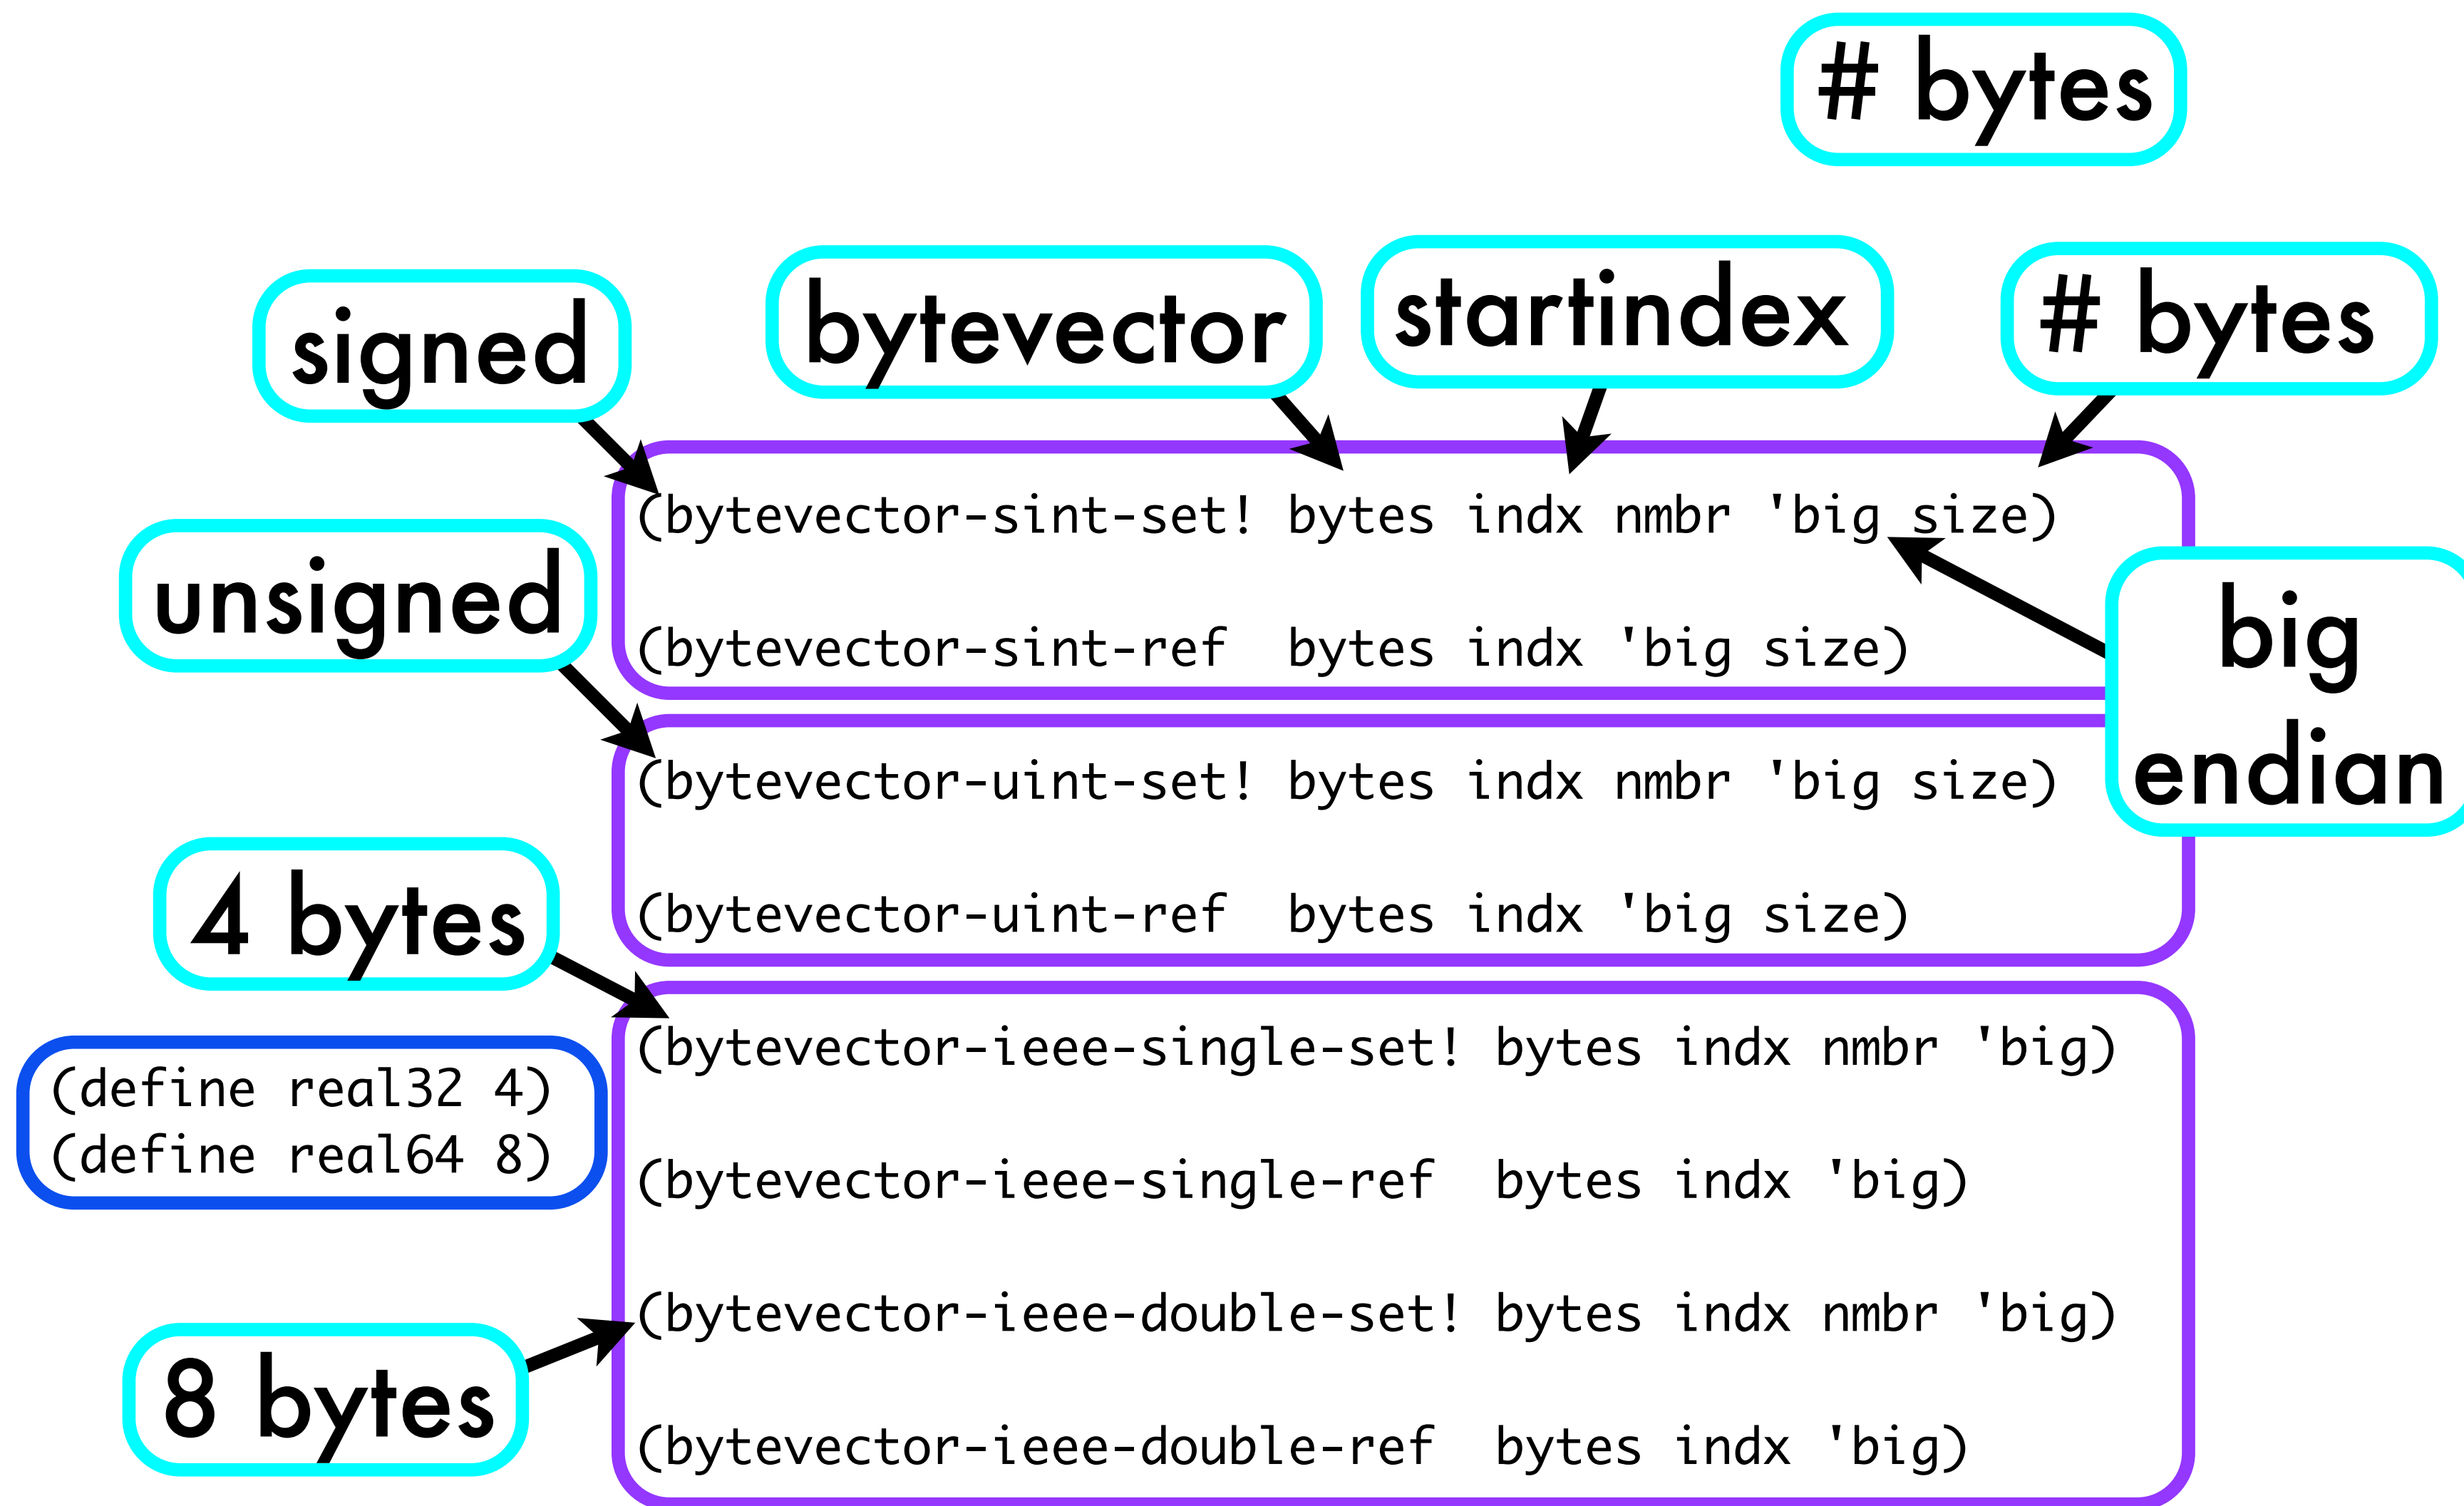 # bytes
signed
bytevector
startindex
# bytes
(bytevector-sint-set! bytes indx nmbr 'big size)
unsigned
(bytevector-sint-ref  bytes indx 'big size)
big
endian
(bytevector-uint-set! bytes indx nmbr 'big size)
4 bytes
(bytevector-uint-ref  bytes indx 'big size)
(bytevector-ieee-single-set! bytes indx nmbr 'big)
(define real32 4)
(define real64 8)
(bytevector-ieee-single-ref  bytes indx 'big)
(bytevector-ieee-double-set! bytes indx nmbr 'big)
8 bytes
(bytevector-ieee-double-ref  bytes indx 'big)